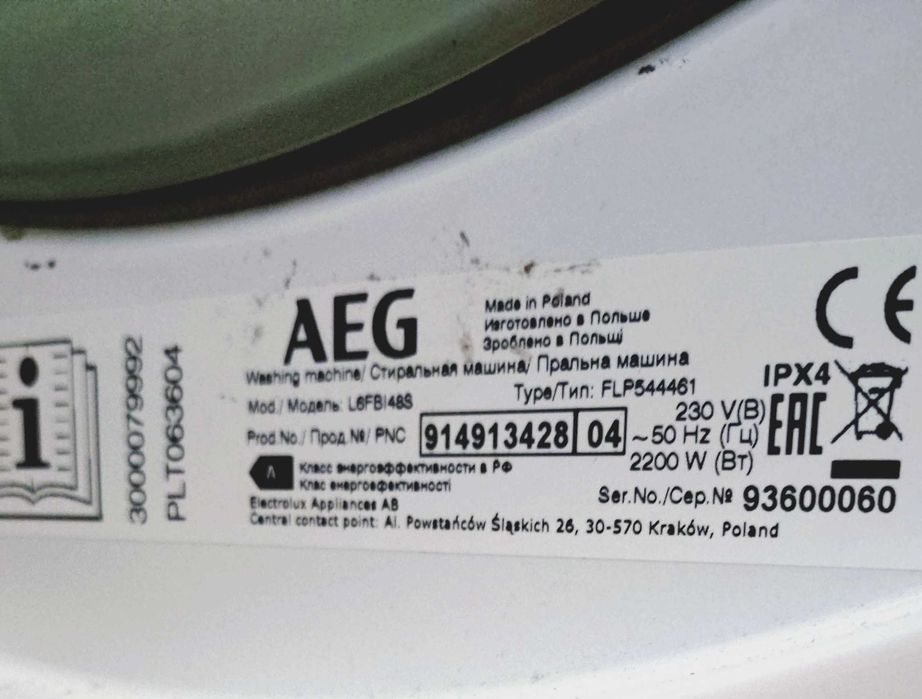 3000079992
PLT063604
AEG
Made in Poland
Изготовлено в Польше
Зроблено в Польщі
Washing machine/ Стиральная машина/ Пральна машина
Mod./ Модель: L6FBI48S
Type/Тип: FLP544461
IPX4
Prod.No./ Прод.№/ PNC 914913428 04
230 V(В)
~50 Hz (Гц)
2200 W (Вт)
EAC
CE
A Класс энергоэффективности в РФ
Клас енергоефективності
Electrolux Appliances AB
Ser.No./Сер.№ 93600060
Central contact point: Al. Powstańców Śląskich 26, 30-570 Kraków, Poland